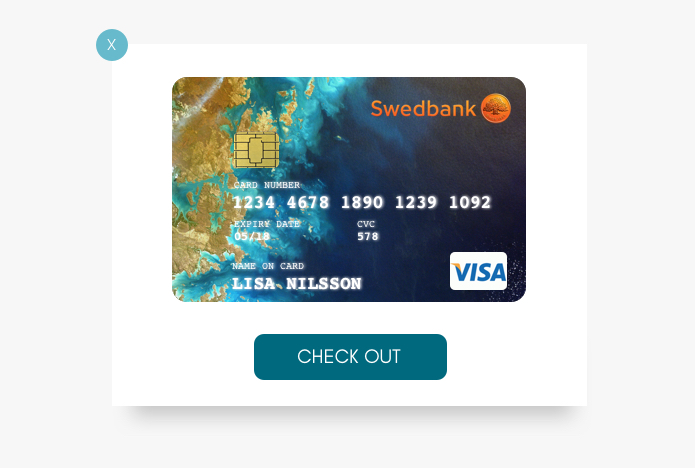 X
Swedbank
CARD NUMBER
1234 4678 1890 1239 1092
EXPIRY DATE CVC
05/18 578
NAME ON CARD
LISA NILSSON
VISA
CHECK OUT